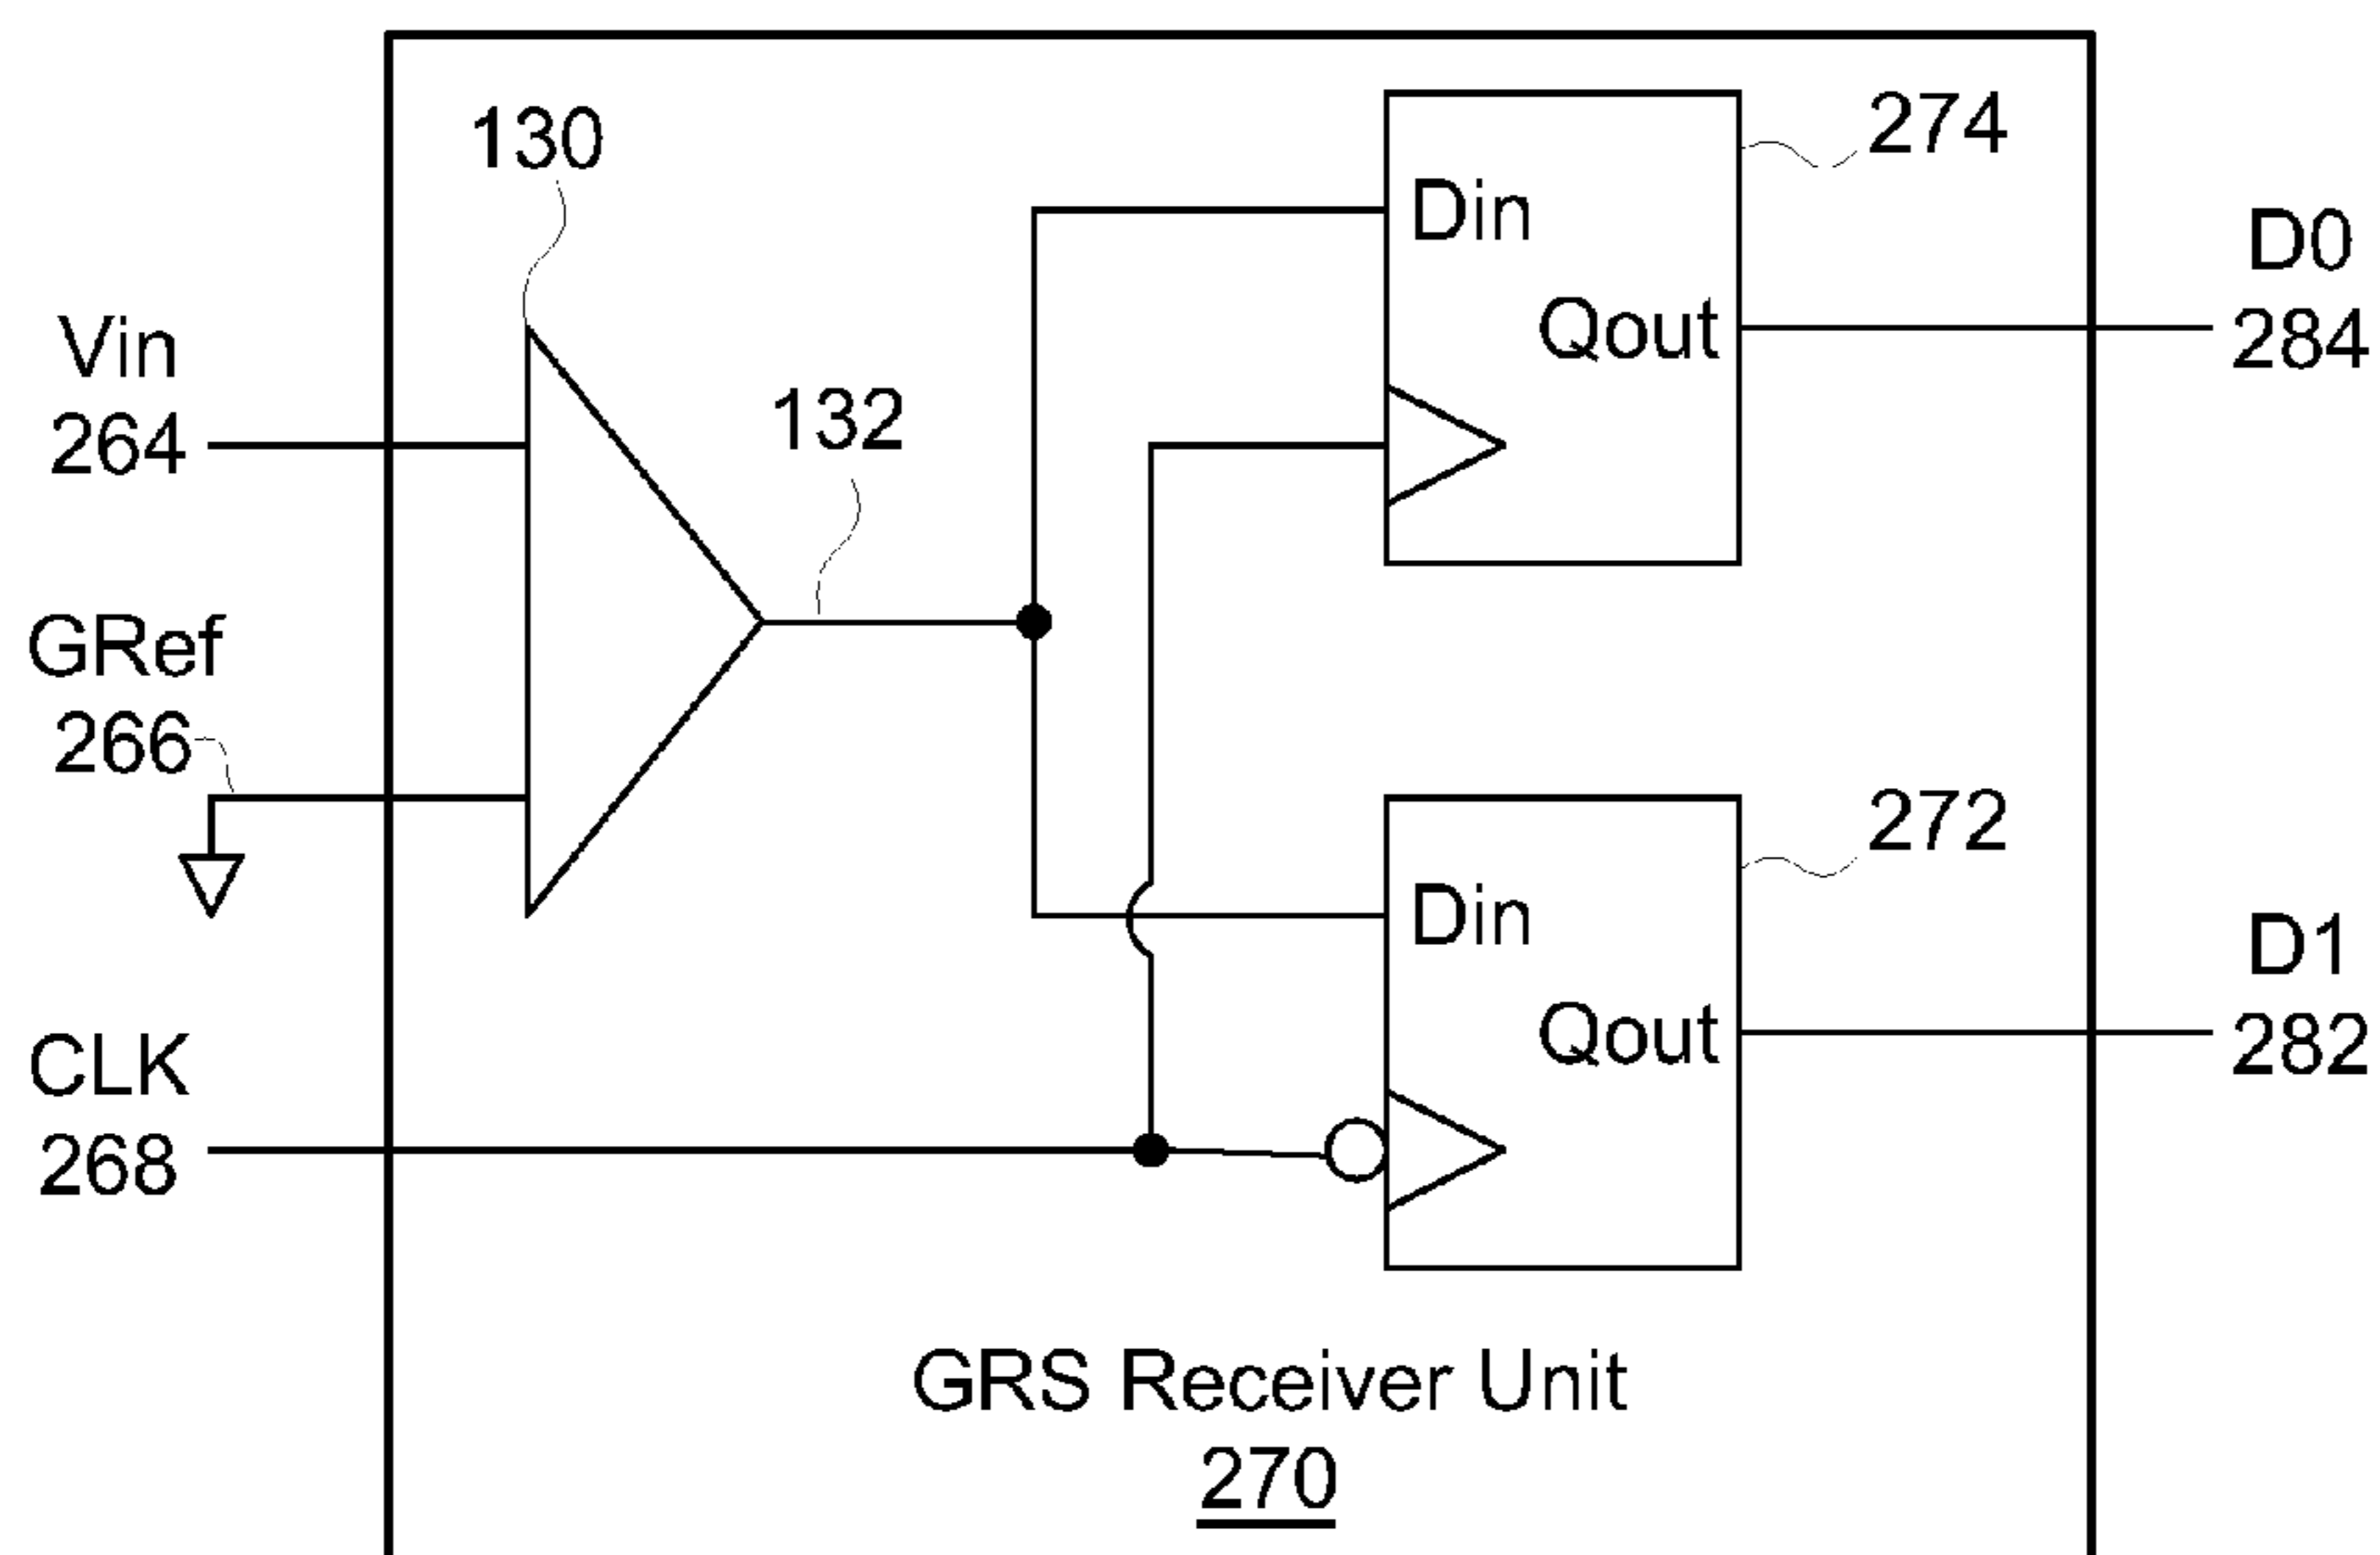 130
274
Din
D0
Qout
284
Vin
264
132
GRef
266
272
Din
D1
Qout
282
CLK
268
GRS Receiver Unit
270